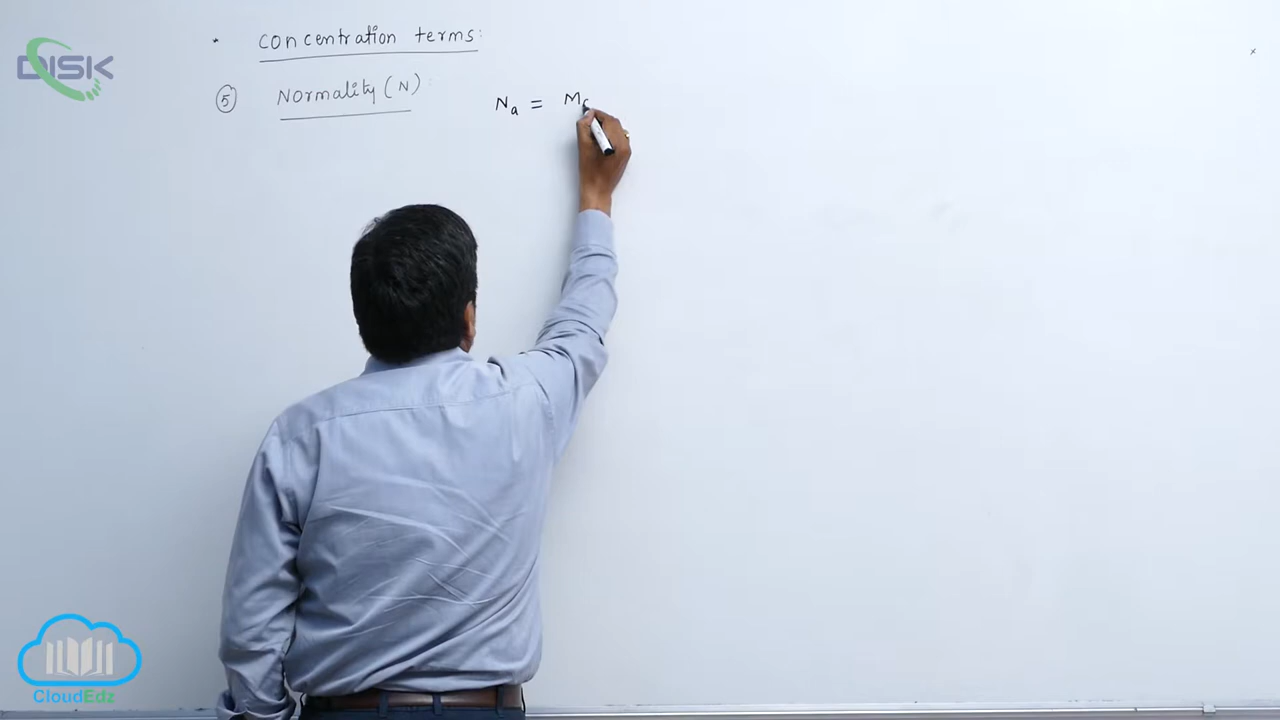 DISK
* Concentration terms:
5 Normality (N): Na = M
CloudEdz